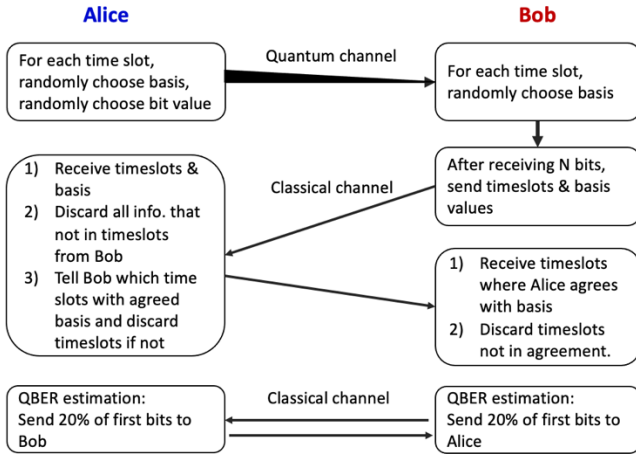 Alice
Bob
For each time slot,
randomly choose basis,
randomly choose bit value
Quantum channel
For each time slot,
randomly choose basis
After receiving N bits,
send timeslots & basis
values
Classical channel
1) Receive timeslots &
basis
2) Discard all info. that
not in timeslots
from Bob
3) Tell Bob which time
slots with agreed
basis and discard
timeslots if not
1) Receive timeslots
where Alice agrees
with basis
2) Discard timeslots
not in agreement.
QBER estimation:
Send 20% of first bits to
Bob
Classical channel
QBER estimation:
Send 20% of first bits to
Alice